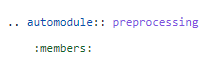 .. automodule:: preprocessing
:members: